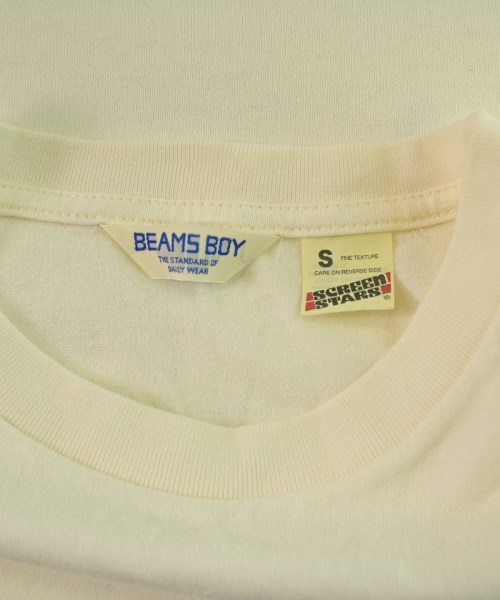 BEAMS BOY
THE STANDARD OF
DAILY WEAR
S FINE TEXTURE
CARE ON REVERSE SIDE
SCREEN
STARS®